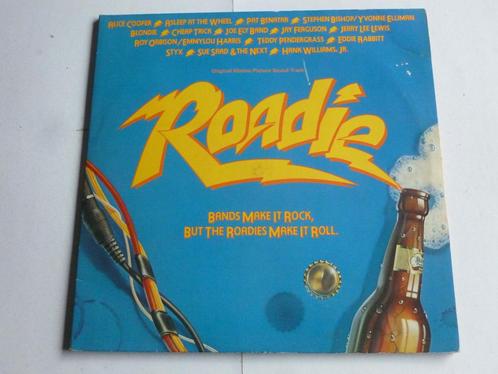 Alice Cooper Asleep at the Wheel Pat Benatar Stephen Bishop/Yvonne Elliman
Blondie Cheap Trick Joe Ely Band Jay Ferguson Jerry Lee Lewis
Roy Orbison/Emmylou Harris Teddy Pendergrass Eddie Rabbitt
Styx Sue Saad & the Next Hank Williams, Jr.
Original Motion Picture Sound Track
Roadie
Bands Make It Rock,
But the Roadies Make It Roll.